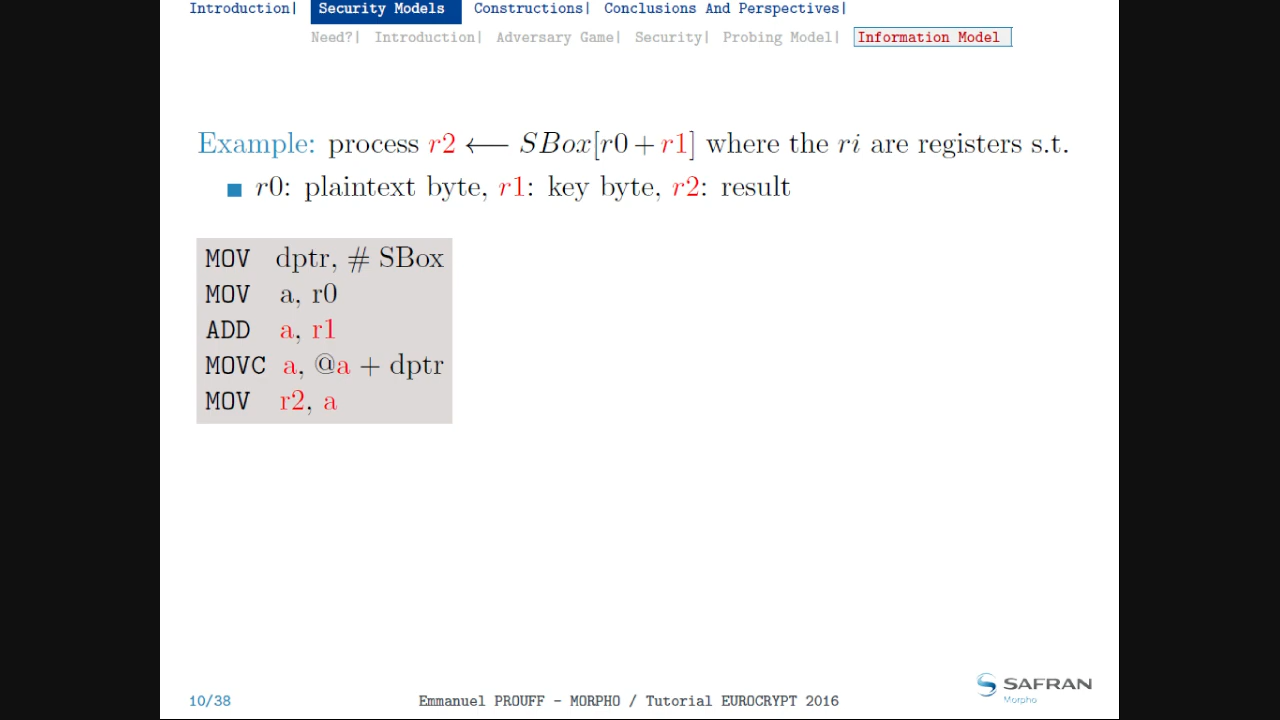 Introduction| Security Models Constructions| Conclusions And Perspectives|
Need?| Introduction| Adversary Game| Security| Probing Model| Information Model
Example: process r2 ⟵ SBox[r0 + r1] where the ri are registers s.t.
■ r0: plaintext byte, r1: key byte, r2: result
MOV dptr, # SBox
MOV a, r0
ADD a, r1
MOVC a, @a + dptr
MOV r2, a
10/38 Emmanuel PROUFF - MORPHO / Tutorial EUROCRYPT 2016
SAFRAN
Morpho